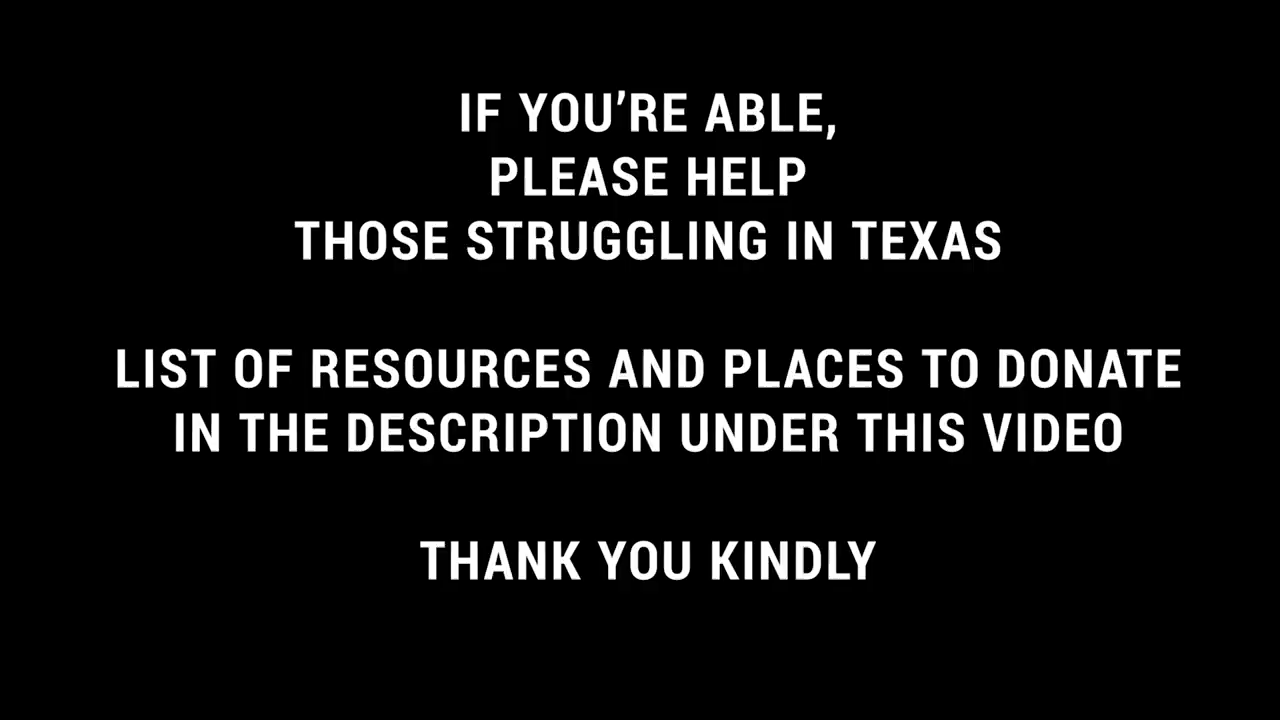 IF YOU’RE ABLE,
PLEASE HELP
THOSE STRUGGLING IN TEXAS
LIST OF RESOURCES AND PLACES TO DONATE
IN THE DESCRIPTION UNDER THIS VIDEO
THANK YOU KINDLY